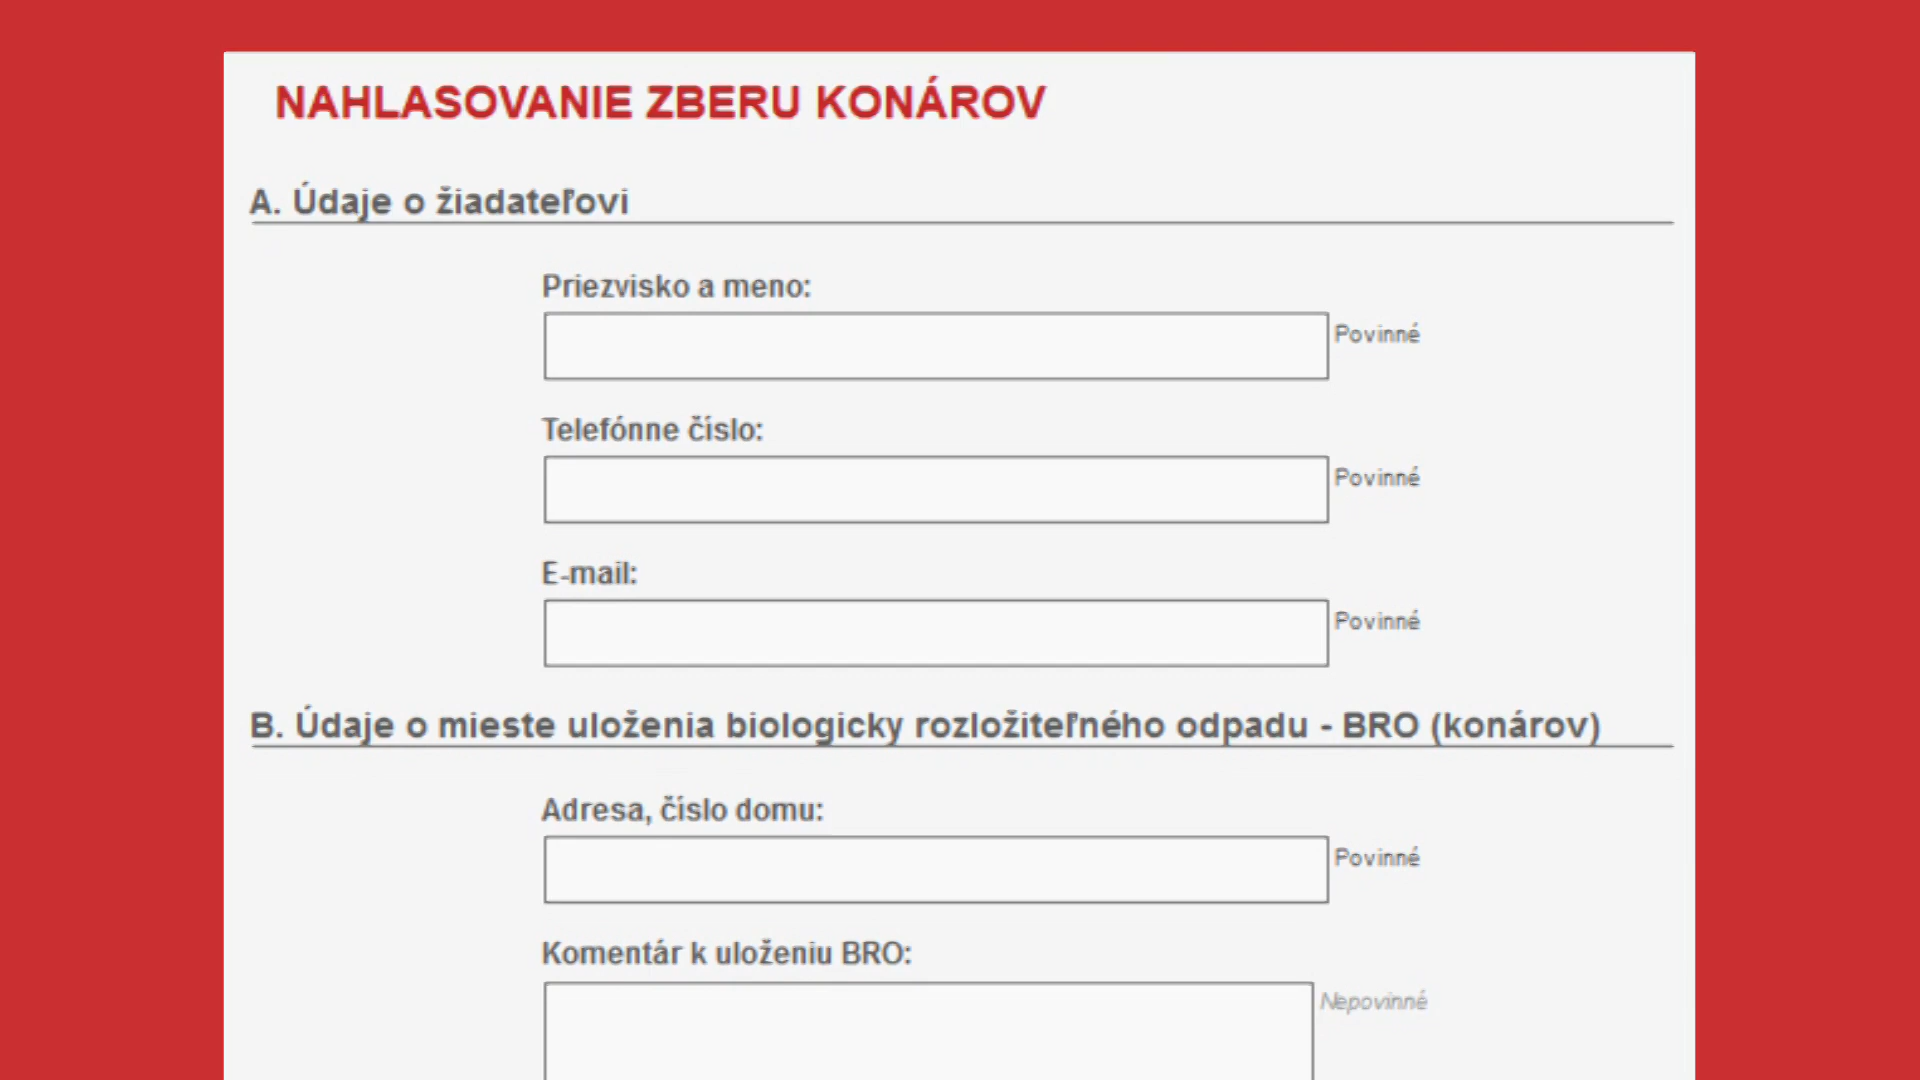 NAHLASOVANIE ZBERU KONÁROV
A. Údaje o žiadateľovi
Priezvisko a meno:
Povinné
Telefónne číslo:
Povinné
E-mail:
Povinné
B. Údaje o mieste uloženia biologicky rozložiteľného odpadu - BRO (konárov)
Adresa, číslo domu:
Povinné
Komentár k uloženiu BRO:
Nepovinné